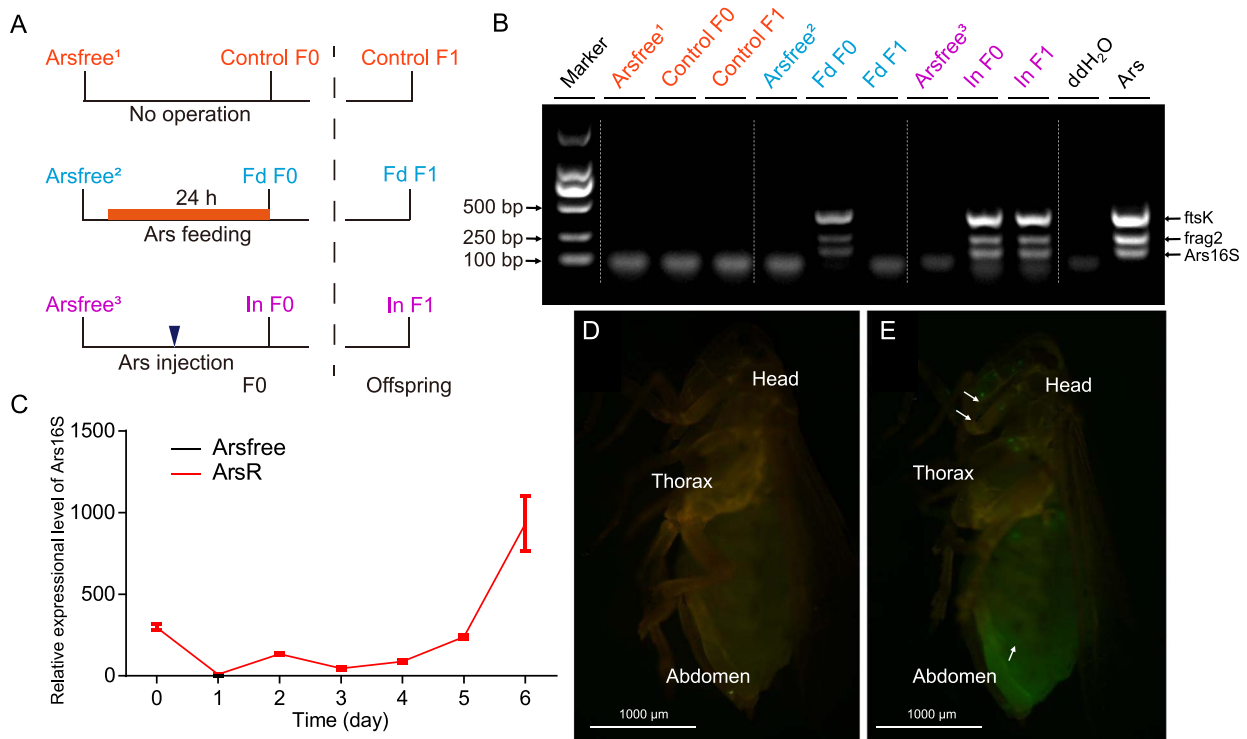 A
Arsfree¹ Control F0 Control F1
No operation
Arsfree² Fd F0 Fd F1
24 h
Ars feeding
Arsfree³ In F0 In F1
Ars injection
F0 Offspring
B
Marker Arsfree¹ Control F0 Control F1 Arsfree² Fd F0 Fd F1 Arsfree³ In F0 In F1 ddH₂O Ars
500 bp
250 bp
100 bp
ftsK
frag2
Ars16S
C
Relative expressional level of Ars16S
1500
1000
500
0
Arsfree
ArsR
0 1 2 3 4 5 6
Time (day)
D
Head
Thorax
Abdomen
1000 μm
E
Head
Thorax
Abdomen
1000 μm